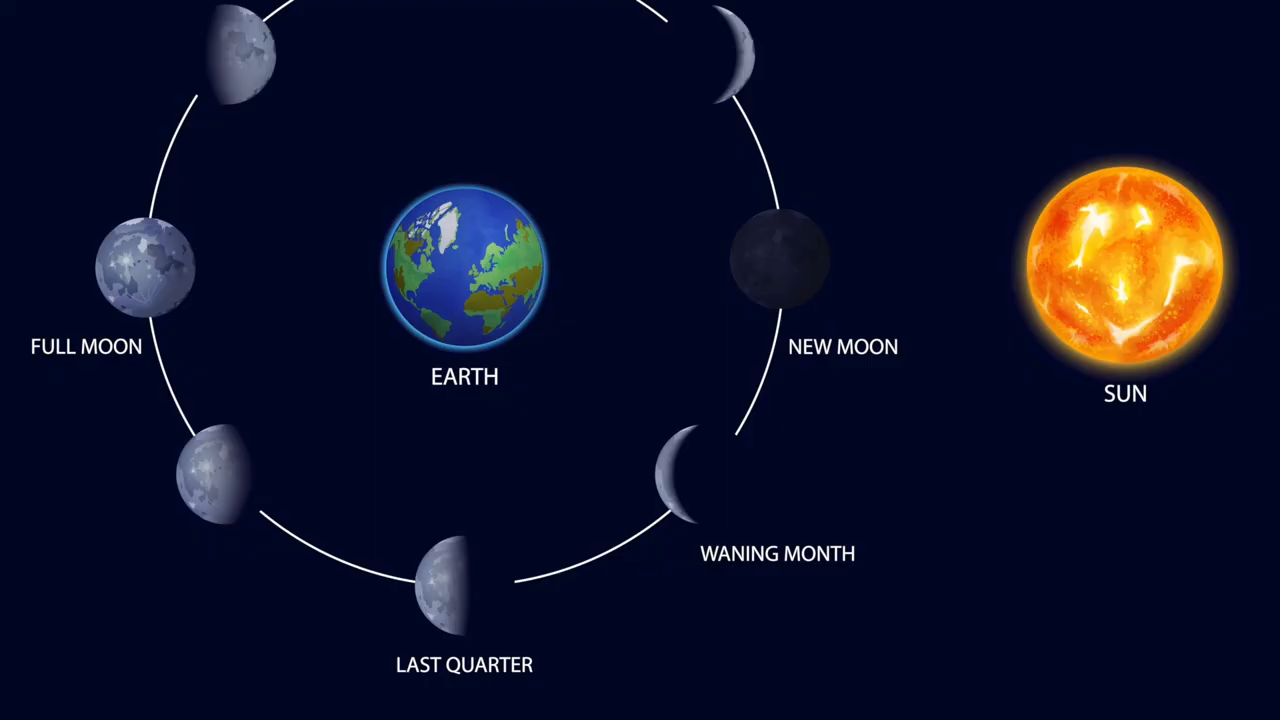 FULL MOON
NEW MOON
EARTH
SUN
WANING MONTH
LAST QUARTER